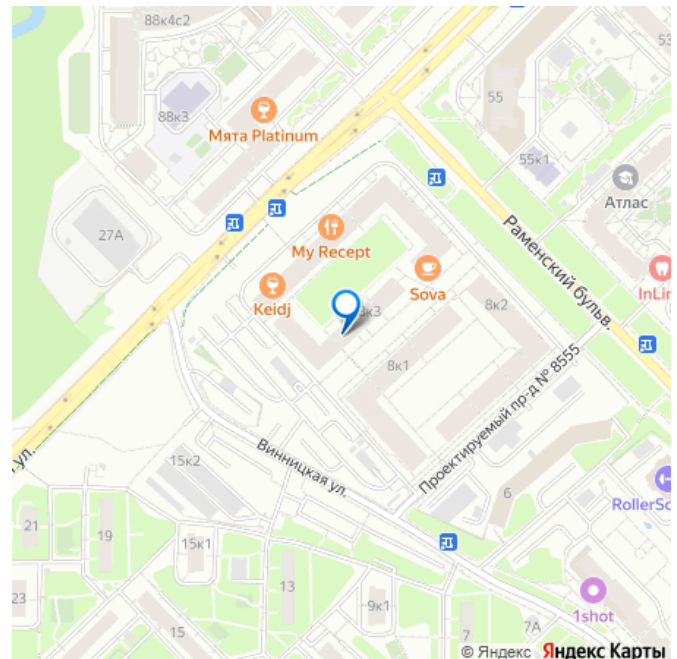 88к4с2
53
55
88к3
Мята Platinum
55к1
Атлас
27А
My Recept
Раменский бульв.
Keidj
Sova
InLin
8к3
8к2
8к1
Проектируемый пр-д № 8555
Винницкая ул.
ул.
15к2
6
RollerSc
21
19
15к1
13
23
9к1
1shot
15
7
7А
© Яндекс Яндекс Карты